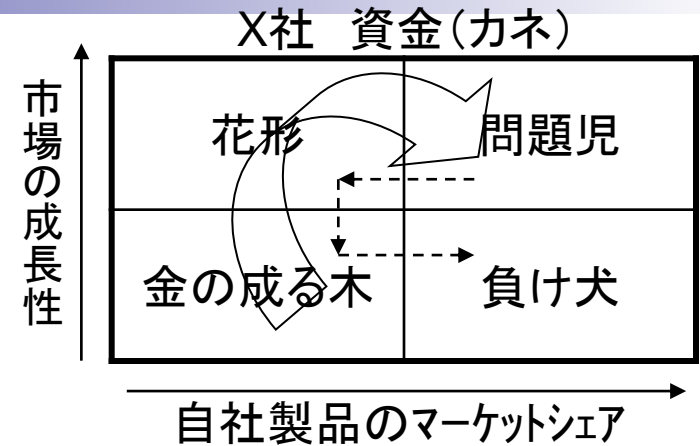 X社 資金(カネ)
市場の成長性
花形
問題児
金の成る木
負け犬
自社製品のマーケットシェア